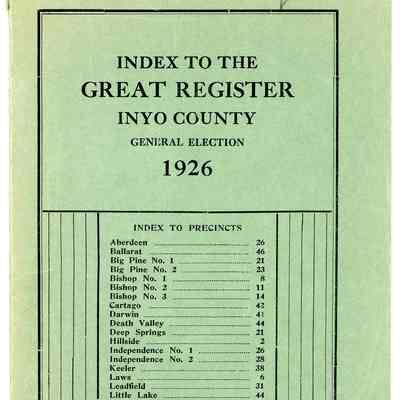 INDEX TO THE
GREAT REGISTER
INYO COUNTY
GENERAL ELECTION
1926
INDEX TO PRECINCTS
Aberdeen 26
Ballarat 46
Big Pine No. 1 21
Big Pine No. 2 23
Bishop No. 1 8
Bishop No. 2 11
Bishop No. 3 14
Cartago 42
Darwin 41
Death Valley 44
Deep Springs 21
Hillside 2
Independence No. 1 26
Independence No. 2 28
Keeler 38
Laws 6
Leadfield 31
Little Lake 44